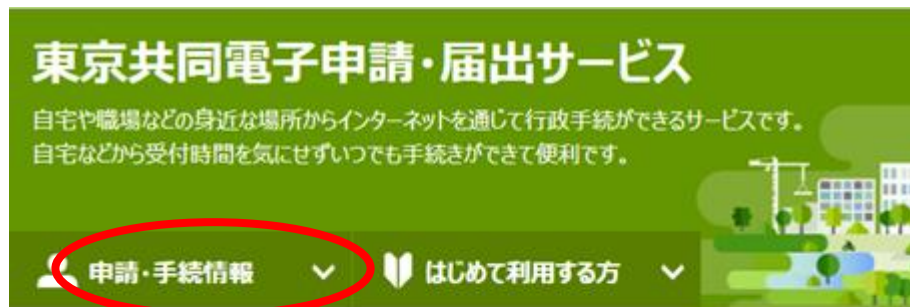 東京共同電子申請・届出サービス
自宅や職場などの身近な場所からインターネットを通じて行政手続ができるサービスです。
自宅などから受付時間を気にせずいつでも手続きができて便利です。
申請・手続情報
はじめて利用する方